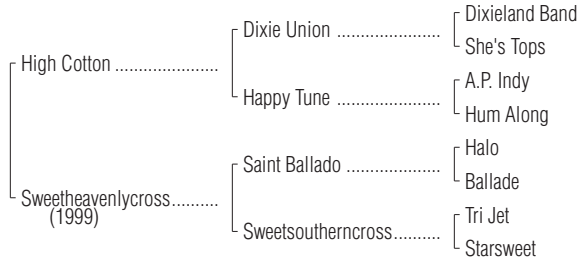 Dixieland Band
Dixie Union ....................
She's Tops
High Cotton ....................
A.P. Indy
Happy Tune ....................
Hum Along
Halo
Saint Ballado ..................
Ballade
Sweetheavenlycross.........
(1999)
Tri Jet
Sweetsoutherncross.........
Starsweet